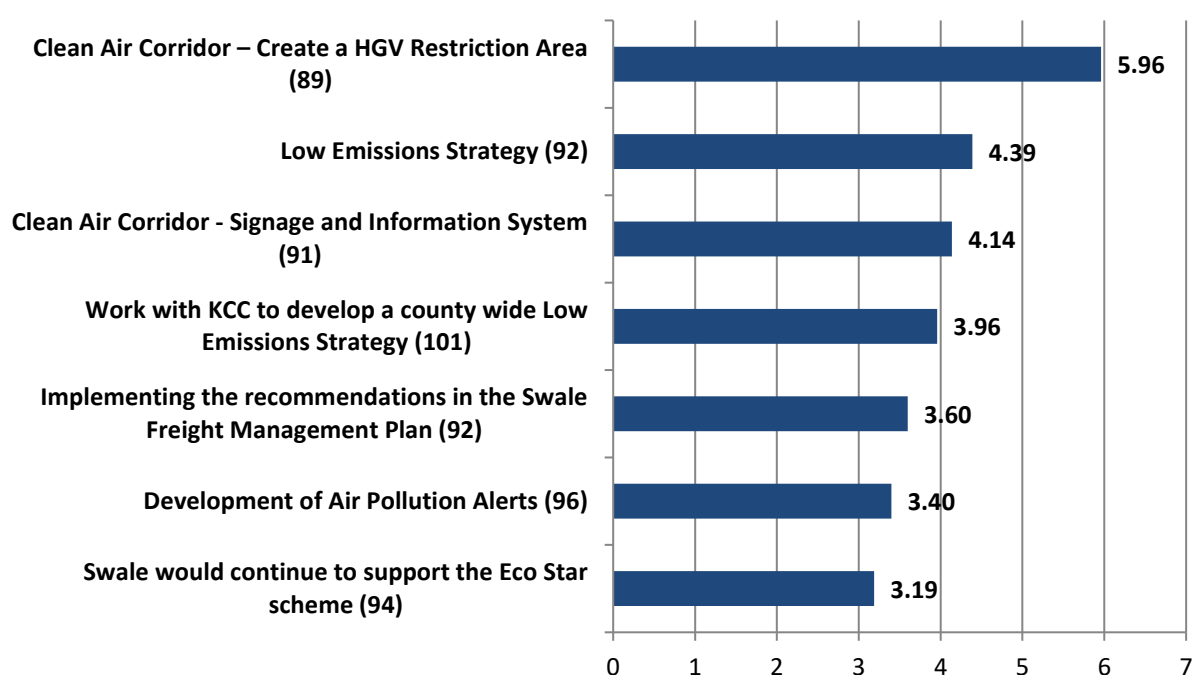 Clean Air Corridor – Create a HGV Restriction Area
(89)
5.96
Low Emissions Strategy (92)
4.39
Clean Air Corridor - Signage and Information System
(91)
4.14
Work with KCC to develop a county wide Low
Emissions Strategy (101)
3.96
Implementing the recommendations in the Swale
Freight Management Plan (92)
3.60
Development of Air Pollution Alerts (96)
3.40
Swale would continue to support the Eco Star
scheme (94)
3.19
0 1 2 3 4 5 6 7